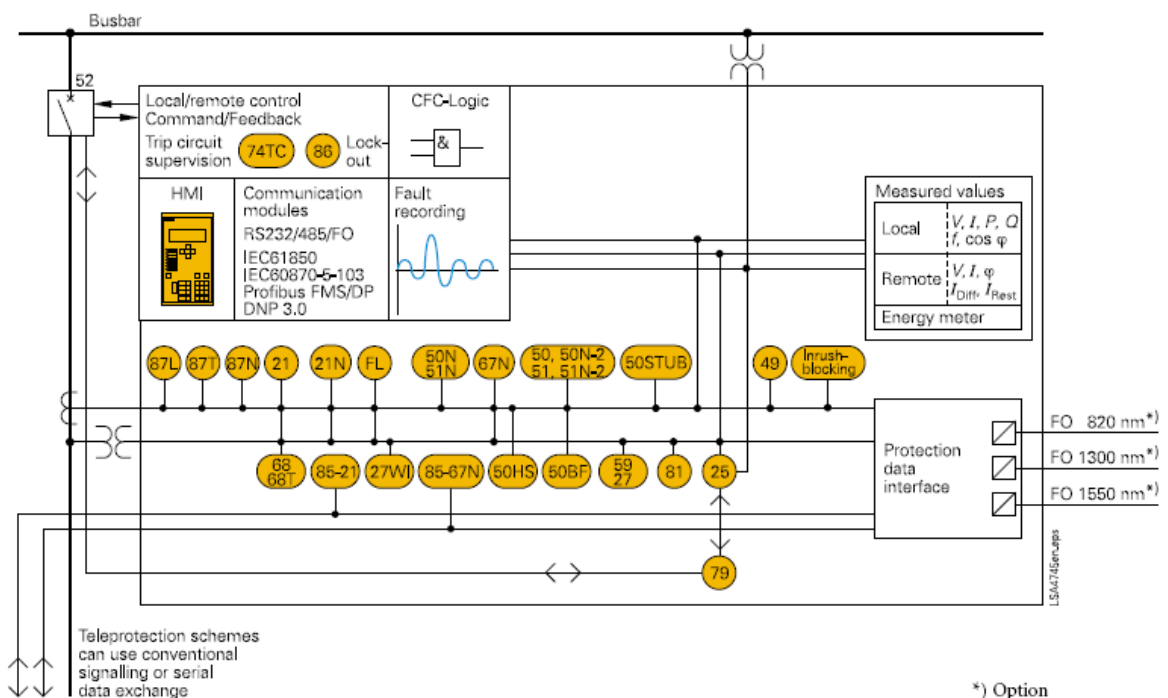 Busbar
52
Local/remote control
Command/Feedback
Trip circuit
supervision
74TC
86
Lock-
out
CFC-Logic
&
HMI
Communication
modules
RS232/485/FO
IEC61850
IEC60870-5-103
Profibus FMS/DP
DNP 3.0
Fault
recording
Measured values
Local
V, I, P, Q
f, cos φ
Remote
V, I, φ
IDiff, IRest
Energy meter
87L
87T
87N
21
21N
FL
50N
51N
67N
50, 50N-2
51, 51N-2
50STUB
49
Inrush-
blocking
68
68T
85-21
27WI
85-67N
50HS
50BF
59
27
81
25
79
Protection
data
interface
FO 820 nm*)
FO 1300 nm*)
FO 1550 nm*)
LSA4745en.eps
Teleprotection schemes
can use conventional
signalling or serial
data exchange
*) Option